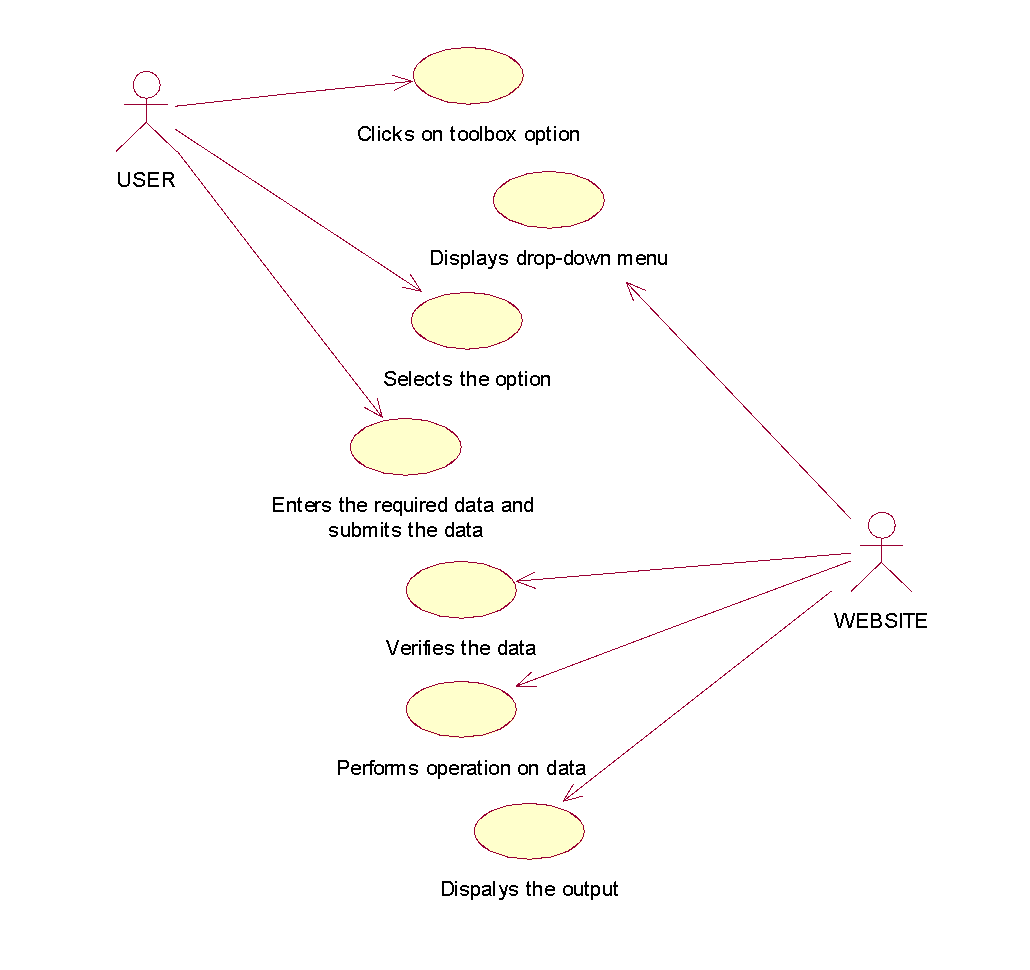 Clicks on toolbox option
USER
Displays drop-down menu
Selects the option
Enters the required data and
submits the data
WEBSITE
Verifies the data
Performs operation on data
Dispalys the output